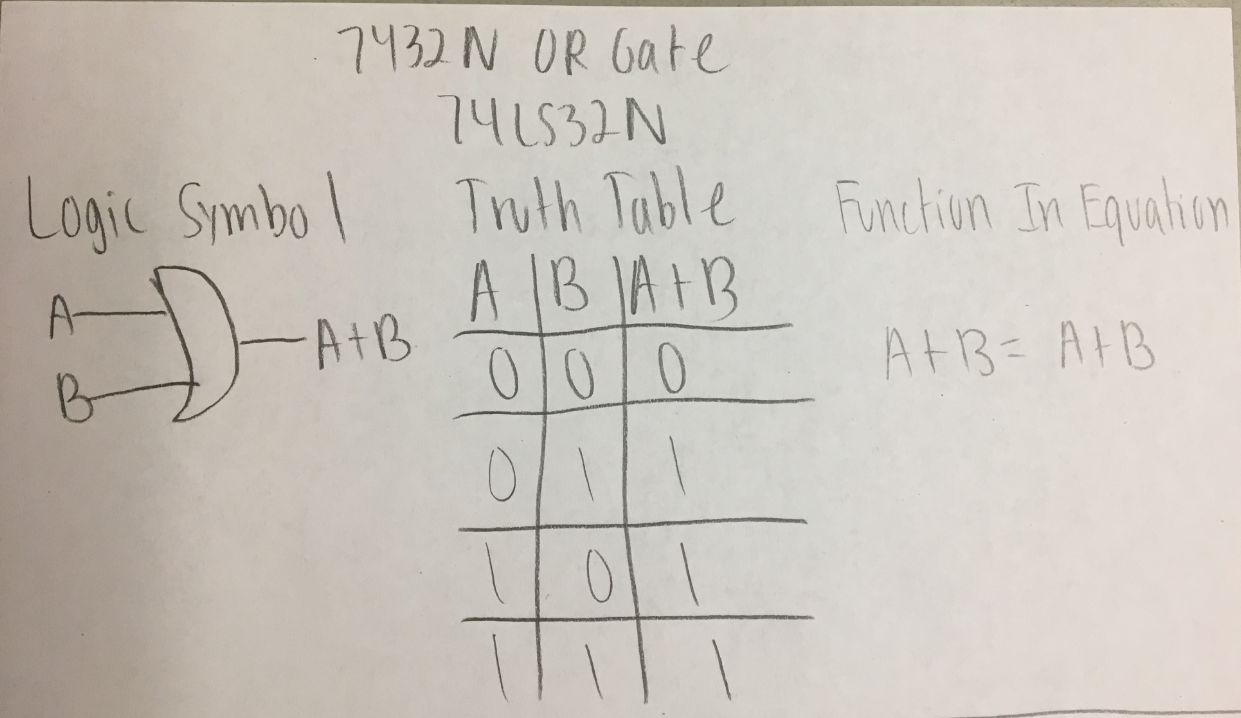 7432N OR Gate
74LS32N
Logic Symbol
A
B
A+B
Truth Table
A B A+B
0 0 0
0 1 1
1 0 1
1 1 1
Function In Equation
A+B = A+B